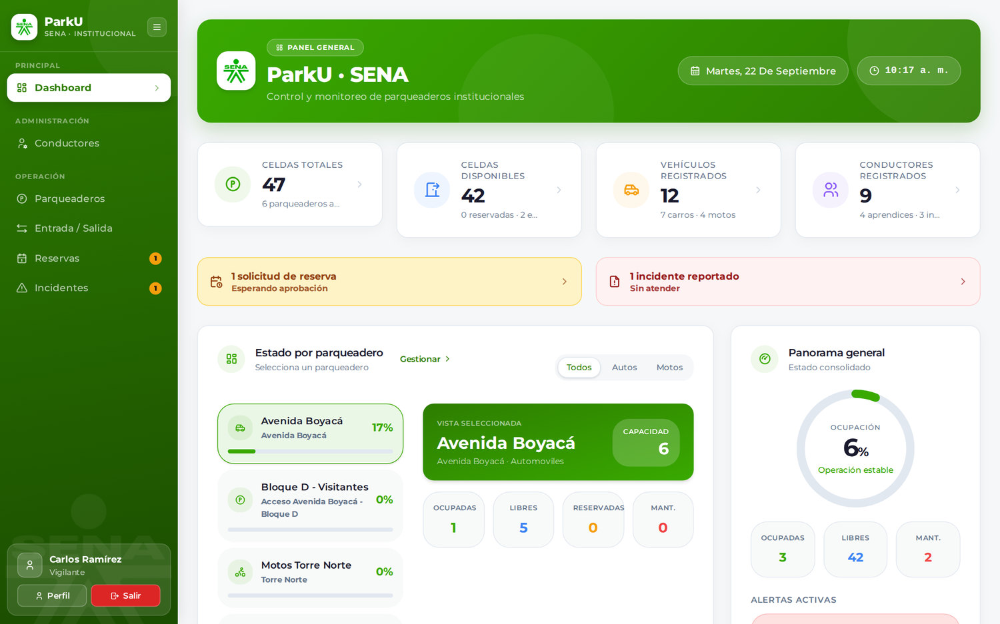 SENA
ParkU
SENA · INSTITUCIONAL
PRINCIPAL
Dashboard
ADMINISTRACIÓN
Conductores
OPERACIÓN
Parqueaderos
Entrada / Salida
Reservas
1
Incidentes
1
SENA
Carlos Ramírez
Vigilante
Perfil
Salir
PANEL GENERAL
SENA
ParkU • SENA
Control y monitoreo de parqueaderos institucionales
Martes, 22 De Septiembre
10:17 a. m.
CELDAS TOTALES
47
6 parqueaderos a...
CELDAS
DISPONIBLES
42
0 reservadas · 2 e...
VEHÍCULOS
REGISTRADOS
12
7 carros · 4 motos
CONDUCTORES
REGISTRADOS
9
4 aprendices · 3 in...
1 solicitud de reserva
Esperando aprobación
1 incidente reportado
Sin atender
Estado por parqueadero
Selecciona un parqueadero
Gestionar
Todos
Autos
Motos
Avenida Boyacá
Avenida Boyacá
17%
Bloque D - Visitantes
Acceso Avenida Boyacá -
Bloque D
0%
Motos Torre Norte
Torre Norte
0%
VISTA SELECCIONADA
Avenida Boyacá
Avenida Boyacá · Automoviles
CAPACIDAD
6
OCUPADAS
1
LIBRES
5
RESERVADAS
0
MANT.
0
Panorama general
Estado consolidado
OCUPACIÓN
6%
Operación estable
OCUPADAS
3
LIBRES
42
MANT.
2
ALERTAS ACTIVAS